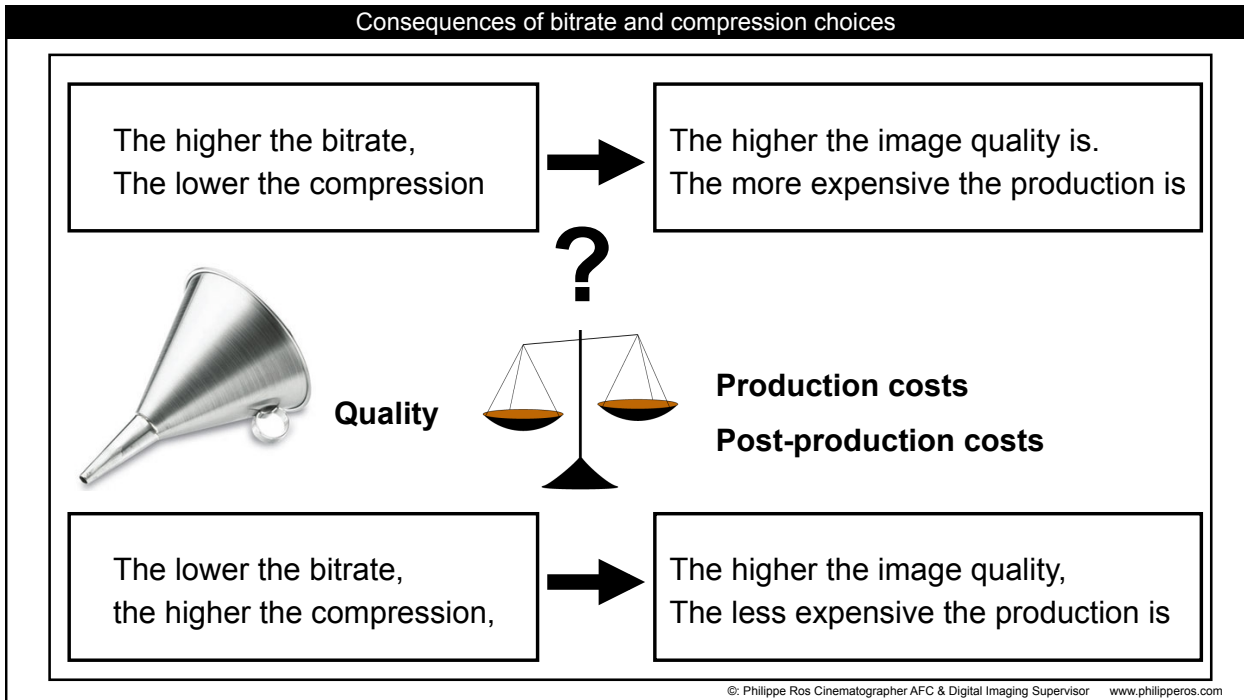 Consequences of bitrate and compression choices
The higher the bitrate,
The lower the compression
The higher the image quality is.
The more expensive the production is
?
Quality
Production costs
Post-production costs
The lower the bitrate,
the higher the compression,
The higher the image quality,
The less expensive the production is
©: Philippe Ros Cinematographer AFC & Digital Imaging Supervisor www.philipperos.com